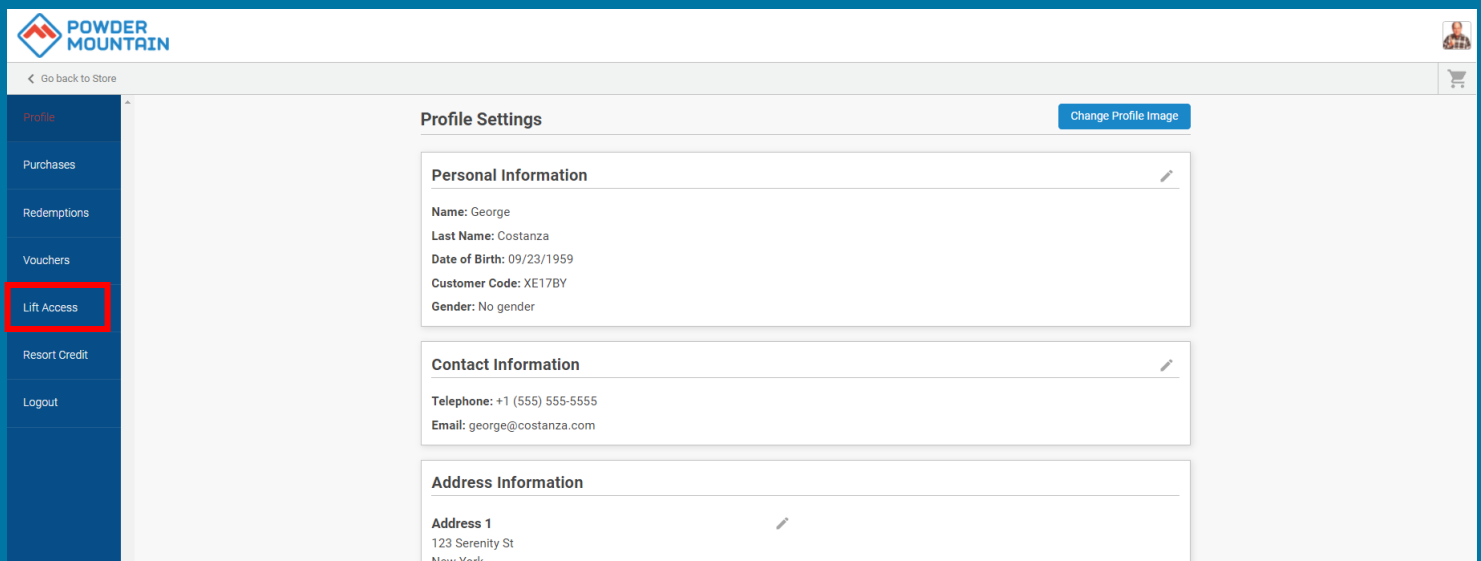 POWDER
MOUNTAIN
Go back to Store
Profile
Purchases
Redemptions
Vouchers
Lift Access
Resort Credit
Logout
Profile Settings
Change Profile Image
Personal Information
Name: George
Last Name: Costanza
Date of Birth: 09/23/1959
Customer Code: XE17BY
Gender: No gender
Contact Information
Telephone: +1 (555) 555-5555
Email: george@costanza.com
Address Information
Address 1
123 Serenity St
New York